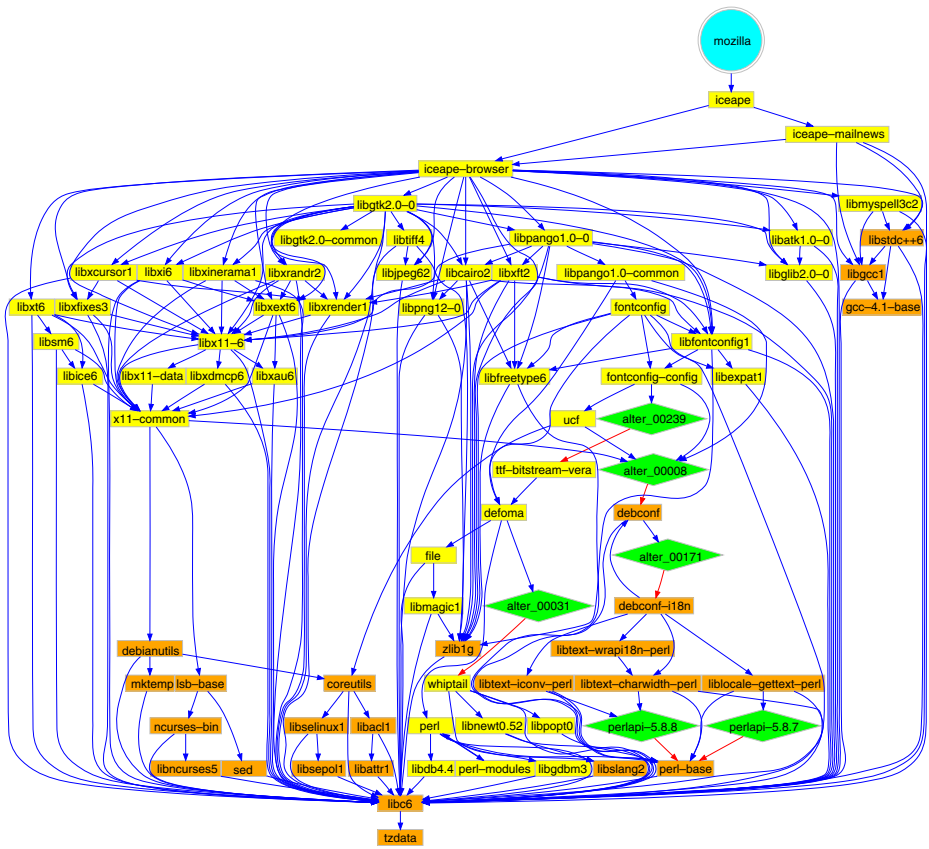 mozilla
iceape
iceape–mailnews
iceape–browser
libgtk2.0–0
libmyspell3c2
libgtk2.0–common
libtiff4
libpango1.0–0
libatk1.0–0
libstdc++6
libxcursor1
libxi6
libxinerama1
libxrandr2
libjpeg62
libcairo2
libxft2
libpango1.0–common
libglib2.0–0
libgcc1
libxt6
libxfixes3
libxext6
libxrender1
libpng12–0
fontconfig
gcc–4.1–base
libsm6
libx11–6
libfontconfig1
libice6
libx11–data
libxdmcp6
libxau6
libfreetype6
fontconfig–config
libexpat1
x11–common
ucf
alter_00239
ttf–bitstream–vera
alter_00008
defoma
debconf
file
alter_00171
libmagic1
alter_00031
debconf–i18n
debianutils
zlib1g
libtext–wrapi18n–perl
mktemp
lsb–base
coreutils
whiptail
libtext–iconv–perl
libtext–charwidth–perl
liblocale–gettext–perl
ncurses–bin
libselinux1
libacl1
perl
libnewt0.52
libpopt0
perlapi–5.8.8
perlapi–5.8.7
libncurses5
sed
libsepol1
libattr1
libdb4.4
perl–modules
libgdbm3
libslang2
perl–base
libc6
tzdata